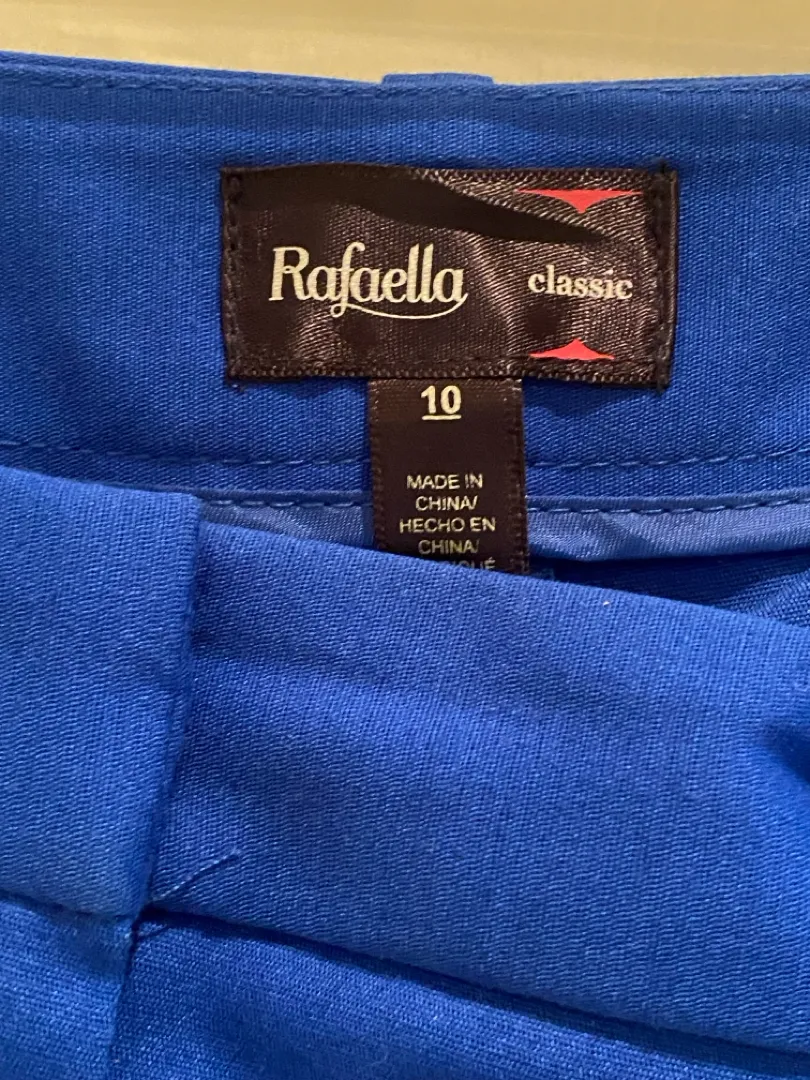 Rafaella classic
10
MADE IN
CHINA/
HECHO EN
CHINA/